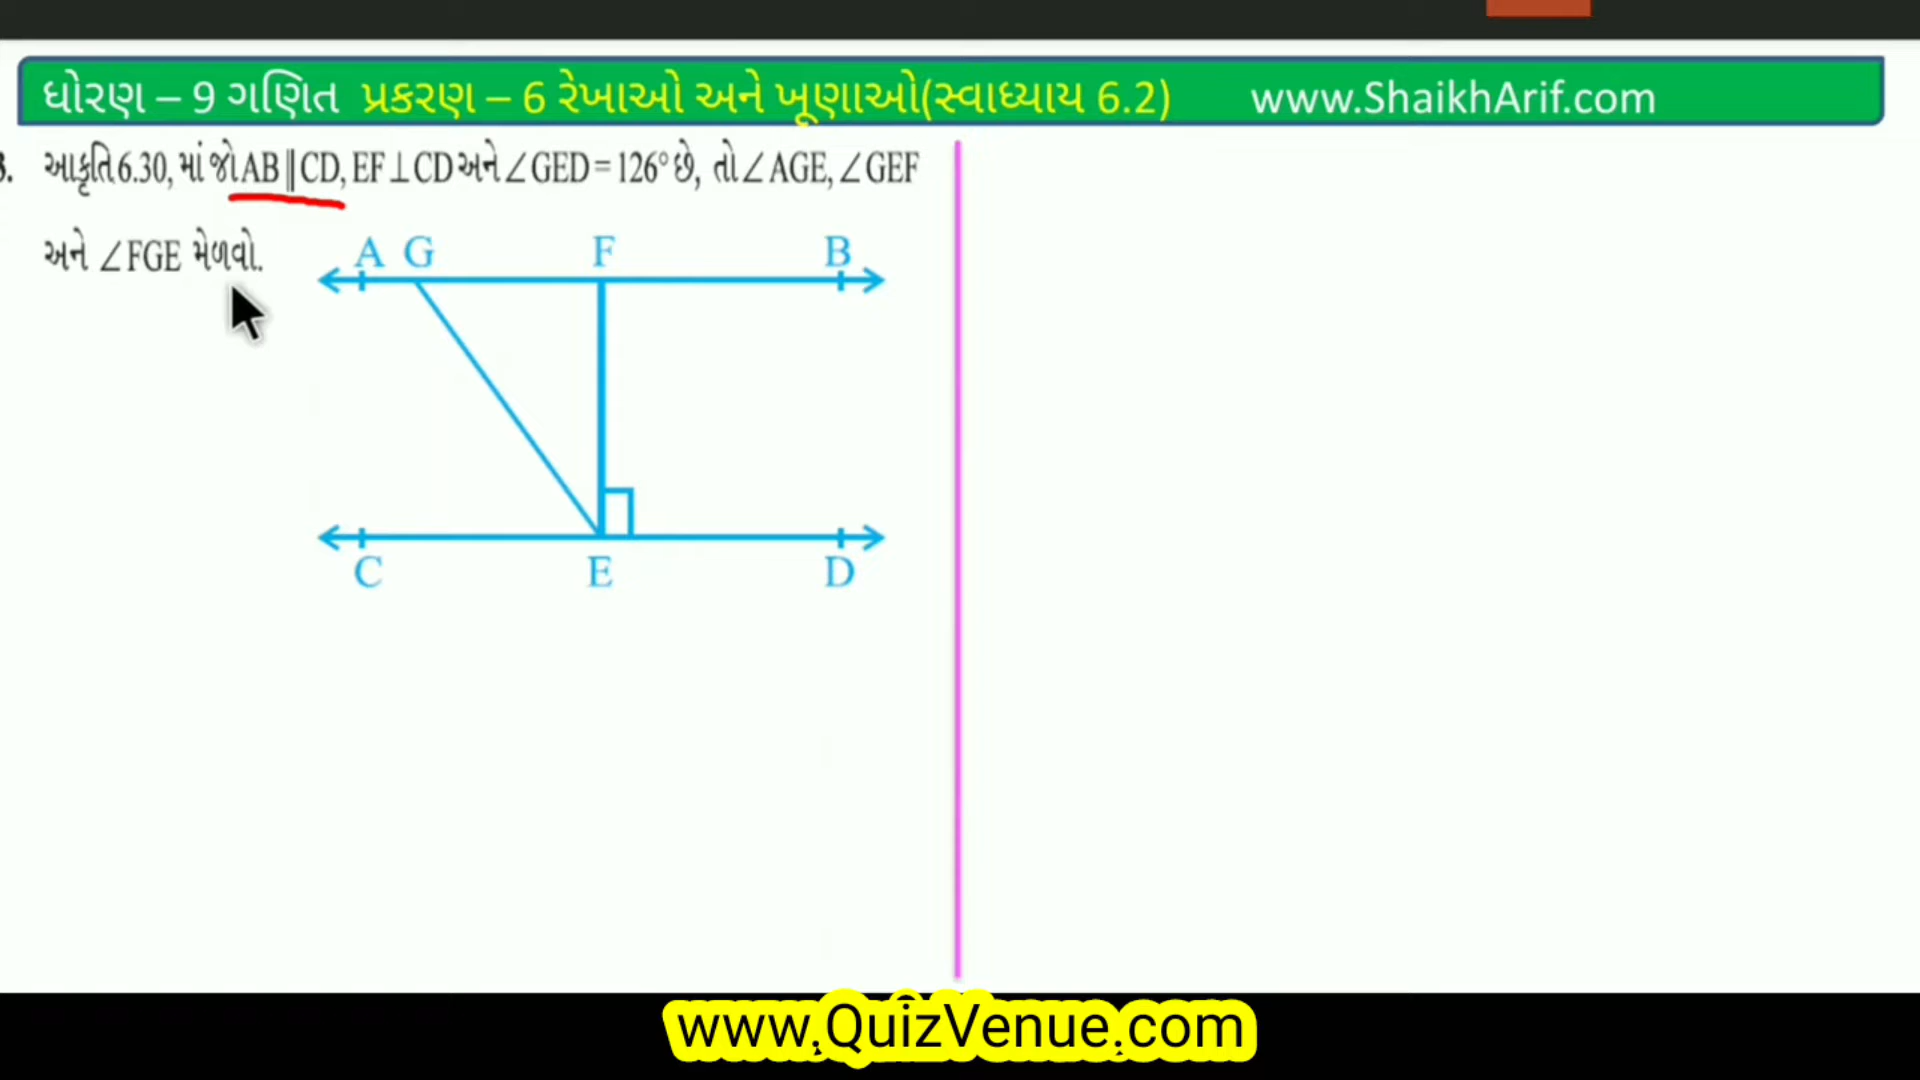 ધોરણ – 9 ગણિત પ્રકરણ – 6 રેખાઓ અને ખૂણાઓ(સ્વાધ્યાય 6.2) www.ShaikhArif.com
3. આકૃતિ 6.30, માં જો AB || CD, EF ⊥ CD અને ∠GED = 126° છે, તો ∠AGE, ∠GEF
અને ∠FGE મેળવો.
A G F B
C E D
www.QuizVenue.com